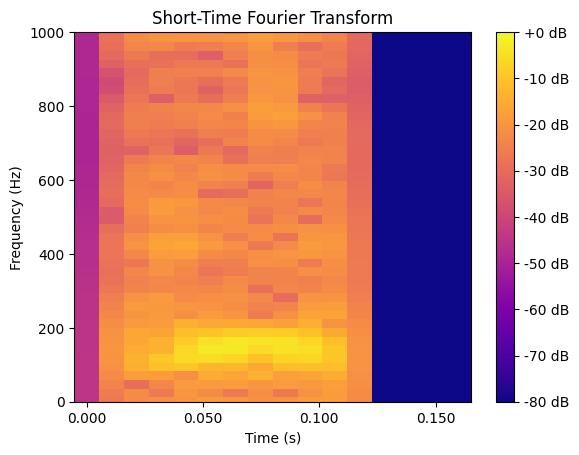 Short-Time Fourier Transform
1000
800
600
400
200
0
Frequency (Hz)
0.000
0.050
0.100
0.150
Time (s)
+0 dB
-10 dB
-20 dB
-30 dB
-40 dB
-50 dB
-60 dB
-70 dB
-80 dB